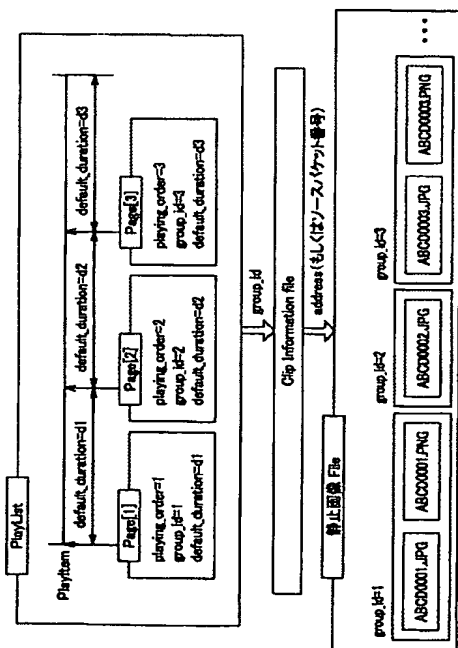 PlayList
PlayItem
default_duration=d1
default_duration=d2
default_duration=d3
Page[1]
playing_order=1
group_id=1
default_duration=d1
Page[2]
playing_order=2
group_id=2
default_duration=d2
Page[3]
playing_order=3
group_id=3
default_duration=d3
group_id
Clip Information file
address(もしくはソースパケット番号)
静止画像 File
group_id=1
ABCD0001.JPG
ABCD0001.PNG
group_id=2
ABCD0002.JPG
group_id=3
ABCD0003.JPG
ABCD0003.PNG
•••